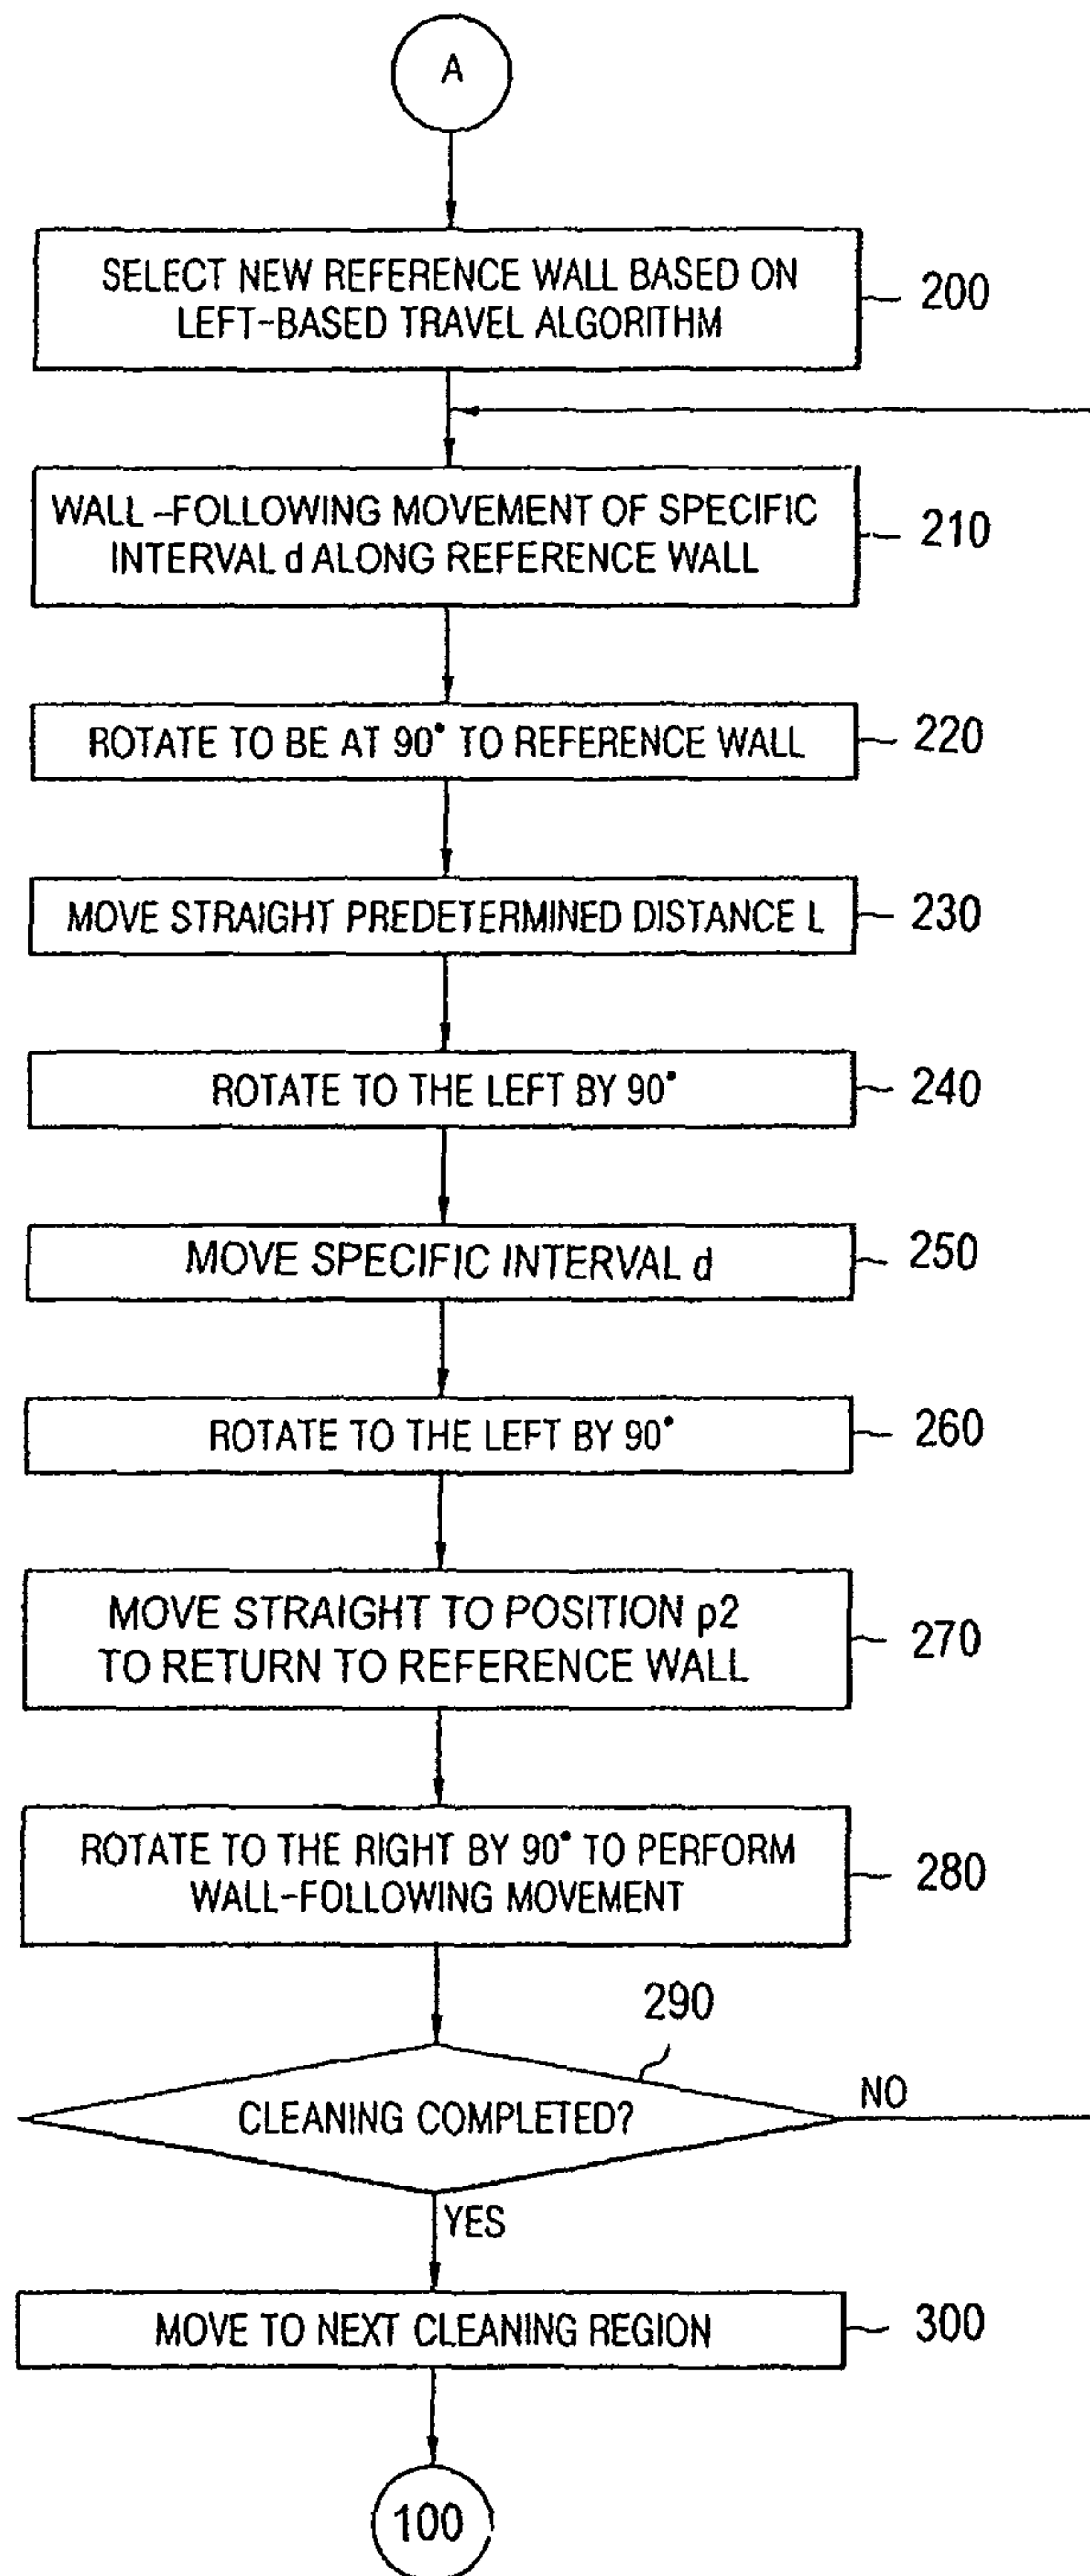 A
SELECT NEW REFERENCE WALL BASED ON
LEFT-BASED TRAVEL ALGORITHM
200
WALL-FOLLOWING MOVEMENT OF SPECIFIC
INTERVAL d ALONG REFERENCE WALL
210
ROTATE TO BE AT 90° TO REFERENCE WALL
220
MOVE STRAIGHT PREDETERMINED DISTANCE L
230
ROTATE TO THE LEFT BY 90°
240
MOVE SPECIFIC INTERVAL d
250
ROTATE TO THE LEFT BY 90°
260
MOVE STRAIGHT TO POSITION p2
TO RETURN TO REFERENCE WALL
270
ROTATE TO THE RIGHT BY 90° TO PERFORM
WALL-FOLLOWING MOVEMENT
280
290
CLEANING COMPLETED?
NO
YES
MOVE TO NEXT CLEANING REGION
300
100